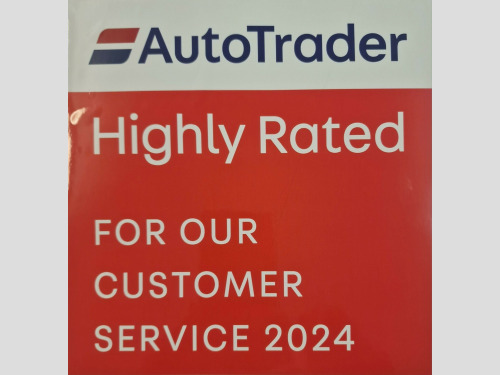 AutoTrader
Highly Rated
FOR OUR
CUSTOMER
SERVICE 2024